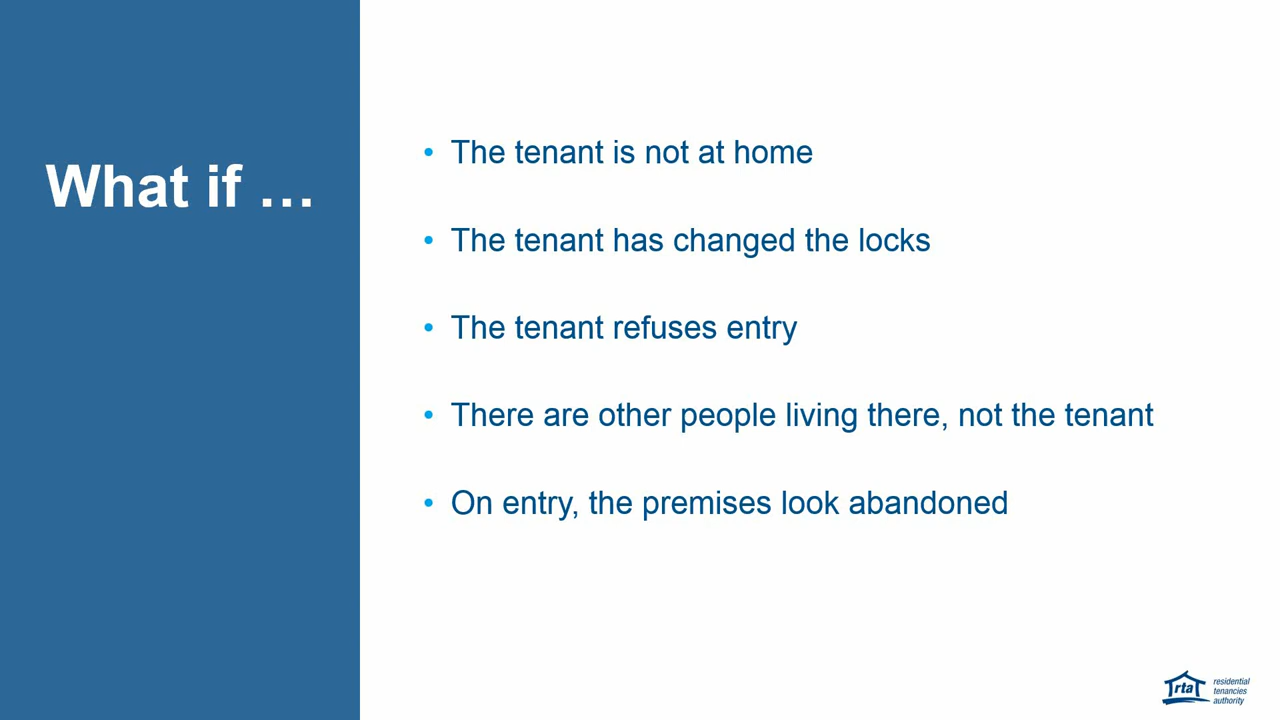 What if …
• The tenant is not at home
• The tenant has changed the locks
• The tenant refuses entry
• There are other people living there, not the tenant
• On entry, the premises look abandoned
rta
residential
tenancies
authority